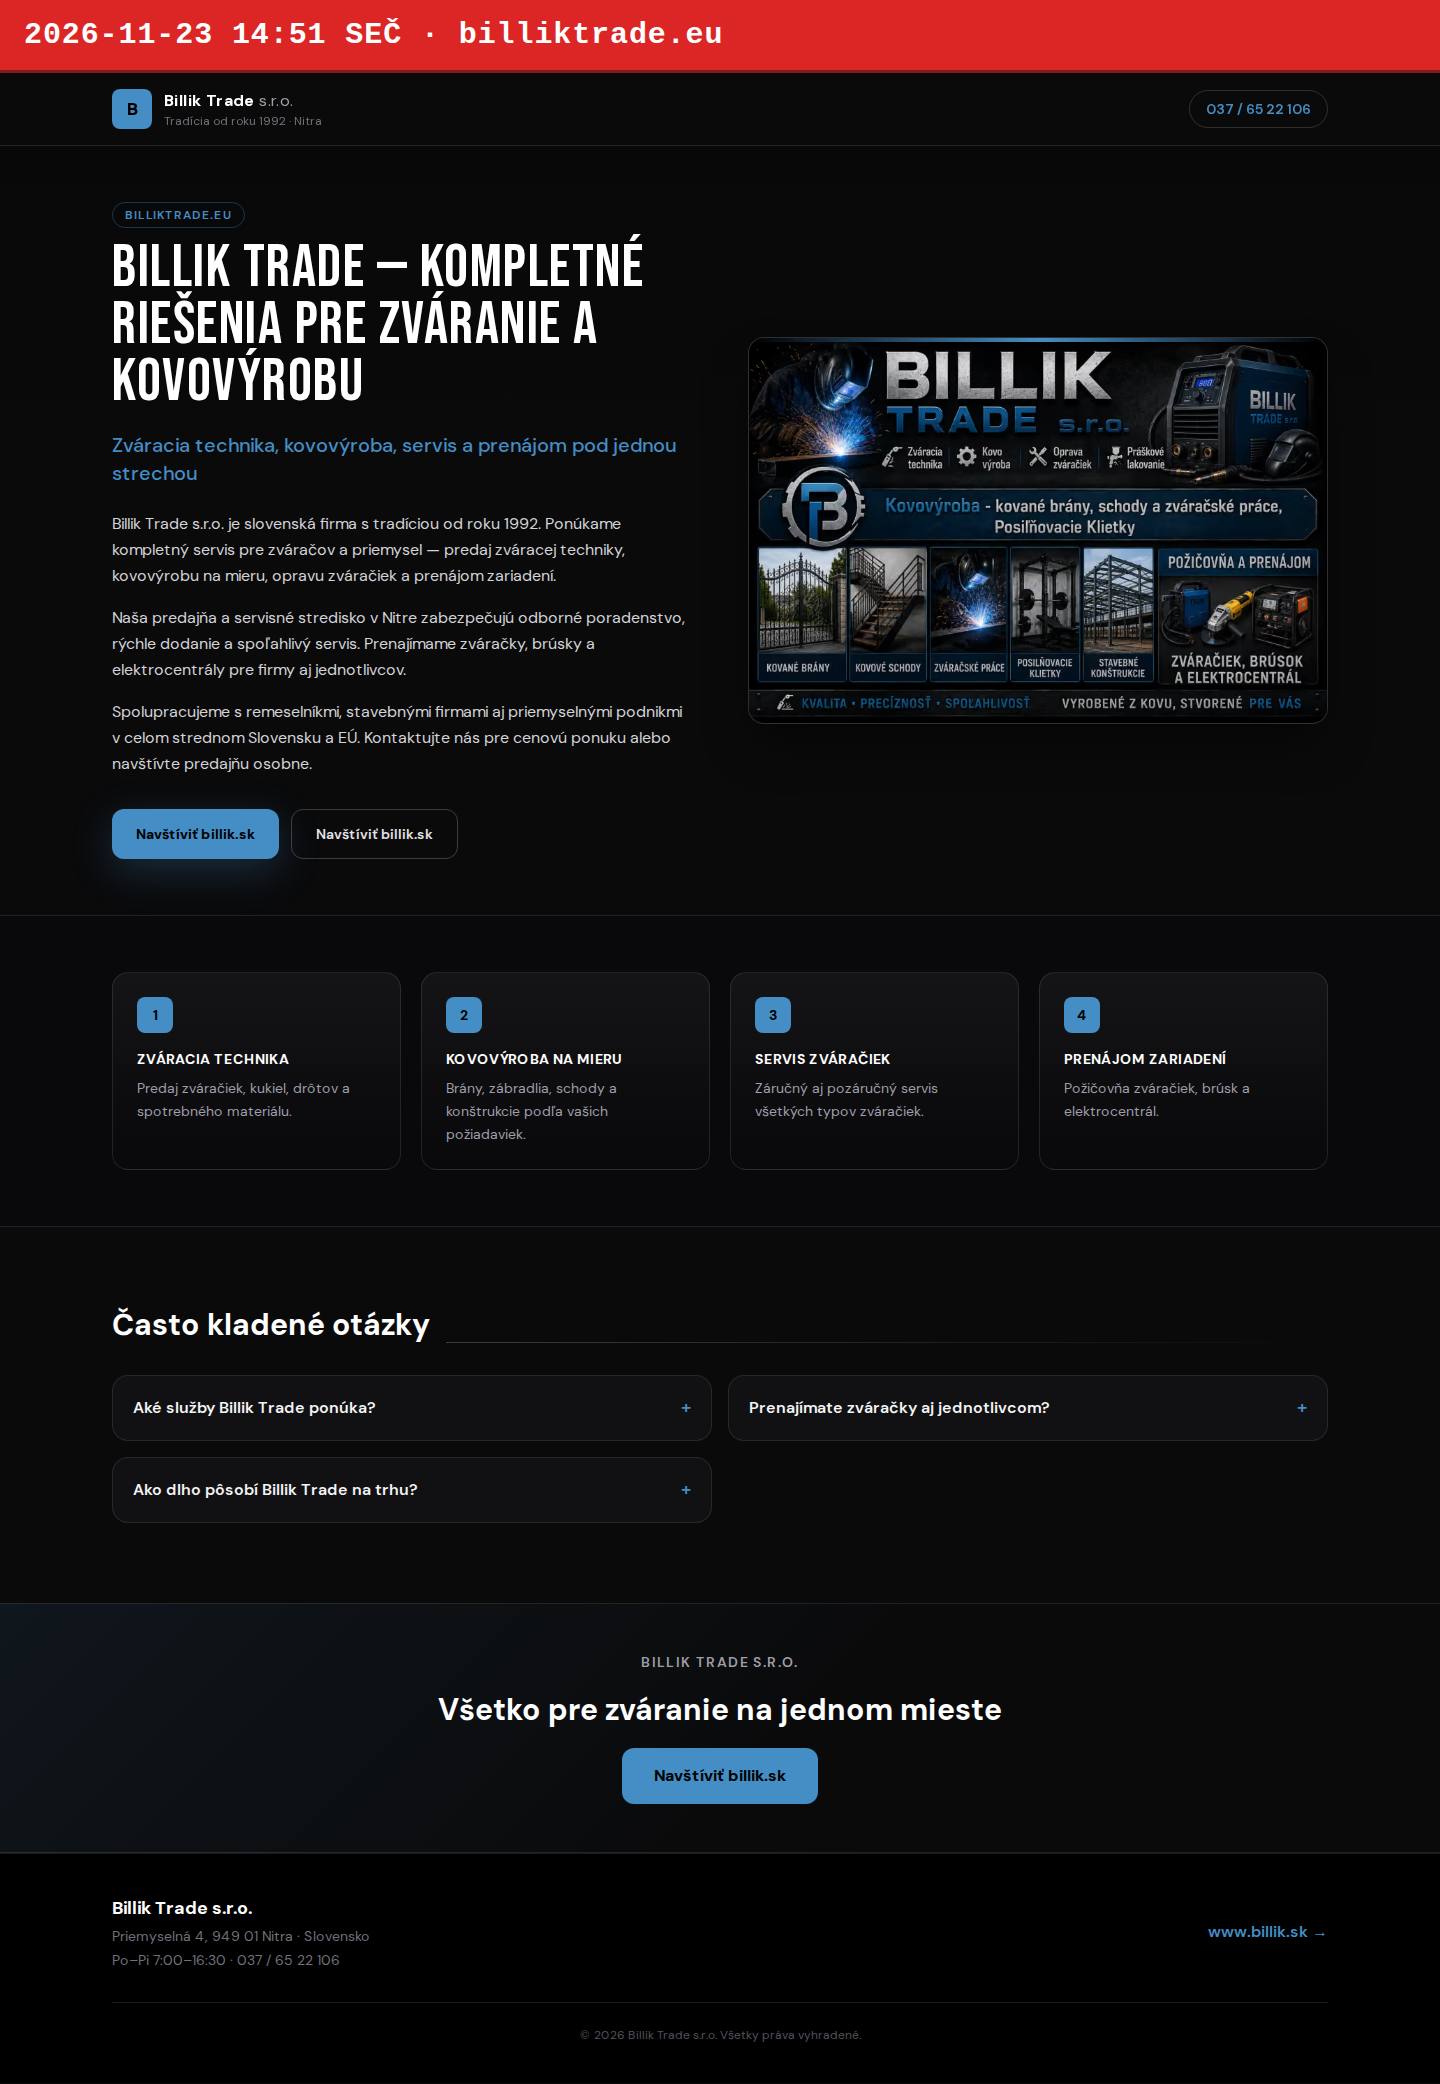 2026-11-23 14:51 SEČ · billiktrade.eu
B
Billik Trade s.r.o.
Tradícia od roku 1992 · Nitra
037 / 65 22 106
BILLIKTRADE.EU
BILLIK TRADE — KOMPLETNÉ
RIEŠENIA PRE ZVÁRANIE A
KOVOVÝROBU
Zváracia technika, kovovýroba, servis a prenájom pod jednou
strechou
Billik Trade s.r.o. je slovenská firma s tradíciou od roku 1992. Ponúkame
kompletný servis pre zváračov a priemysel — predaj zváracej techniky,
kovovýrobu na mieru, opravu zváračiek a prenájom zariadení.
Naša predajňa a servisné stredisko v Nitre zabezpečujú odborné poradenstvo,
rýchle dodanie a spoľahlivý servis. Prenajímame zváračky, brúsky a
elektrocentrály pre firmy aj jednotlivcov.
Spolupracujeme s remeselníkmi, stavebnými firmami aj priemyselnými podnikmi
v celom strednom Slovensku a EÚ. Kontaktujte nás pre cenovú ponuku alebo
navštívte predajňu osobne.
Navštíviť billik.sk
Navštíviť billik.sk
BILLIK
TRADE s.r.o.
Zváracia
technika
Kovo
výroba
Oprava
zváračiek
Práškové
lakovanie
BILLIK
TRADE s.r.o.
Kovovýroba - kované brány, schody a zváračské práce,
Posilňovacie Klietky
KOVANÉ BRÁNY
KOVOVÉ SCHODY
ZVÁRAČSKÉ PRÁCE
POSILŇOVACIE
KLIETKY
STAVEBNÉ
KONŠTRUKCIE
POŽIČOVŇA A PRENÁJOM
ZVÁRAČIEK, BRÚSOK
A ELEKTROCENTRÁL
KVALITA • PRECÍZNOSŤ • SPOĽAHLIVOSŤ
VYROBENÉ Z KOVU, STVORENÉ PRE VÁS
1
ZVÁRACIA TECHNIKA
Predaj zváračiek, kukiel, drôtov a
spotrebného materiálu.
2
KOVOVÝROBA NA MIERU
Brány, zábradlia, schody a
konštrukcie podľa vašich
požiadaviek.
3
SERVIS ZVÁRAČIEK
Záručný aj pozáručný servis
všetkých typov zváračiek.
4
PRENÁJOM ZARIADENÍ
Požičovňa zváračiek, brúsk a
elektrocentrál.
Často kladené otázky
Aké služby Billik Trade ponúka?
+
Prenajímate zváračky aj jednotlivcom?
+
Ako dlho pôsobí Billik Trade na trhu?
+
BILLIK TRADE S.R.O.
Všetko pre zváranie na jednom mieste
Navštíviť billik.sk
Billik Trade s.r.o.
Priemyselná 4, 949 01 Nitra · Slovensko
Po–Pi 7:00–16:30 · 037 / 65 22 106
www.billik.sk →
© 2026 Billik Trade s.r.o. Všetky práva vyhradené.